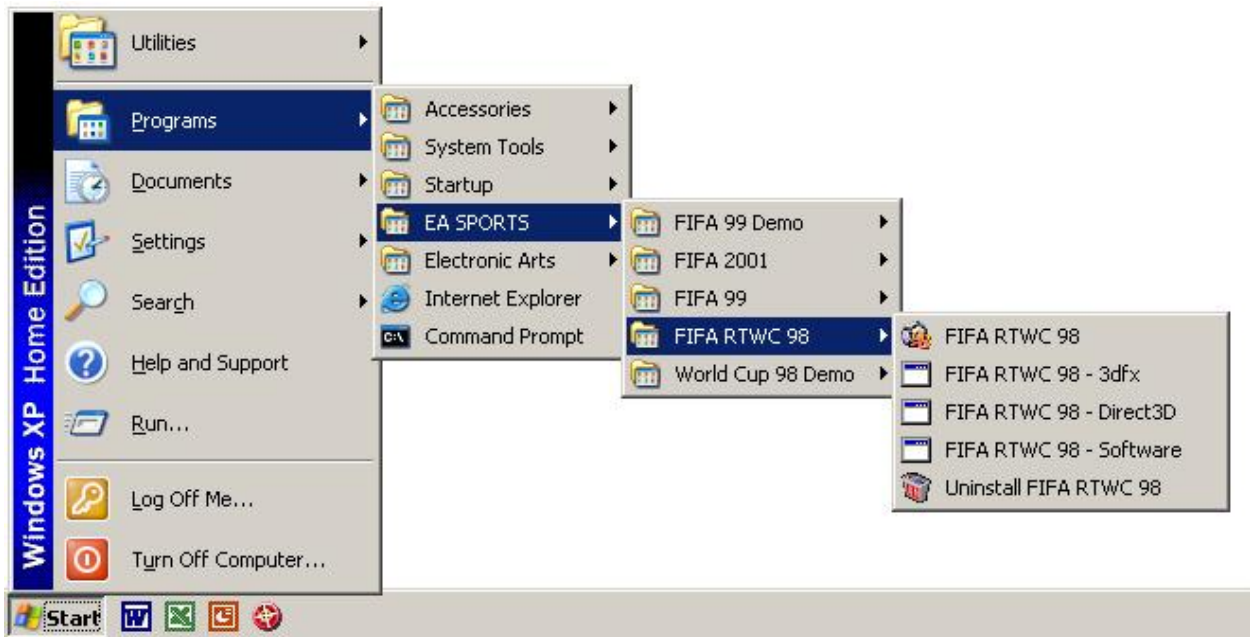 Windows XP Home Edition
Utilities
Programs
Documents
Settings
Search
Help and Support
Run...
Log Off Me...
Turn Off Computer...
Accessories
System Tools
Startup
EA SPORTS
Electronic Arts
Internet Explorer
Command Prompt
FIFA 99 Demo
FIFA 2001
FIFA 99
FIFA RTWC 98
World Cup 98 Demo
FIFA RTWC 98
FIFA RTWC 98 - 3dfx
FIFA RTWC 98 - Direct3D
FIFA RTWC 98 - Software
Uninstall FIFA RTWC 98
Start